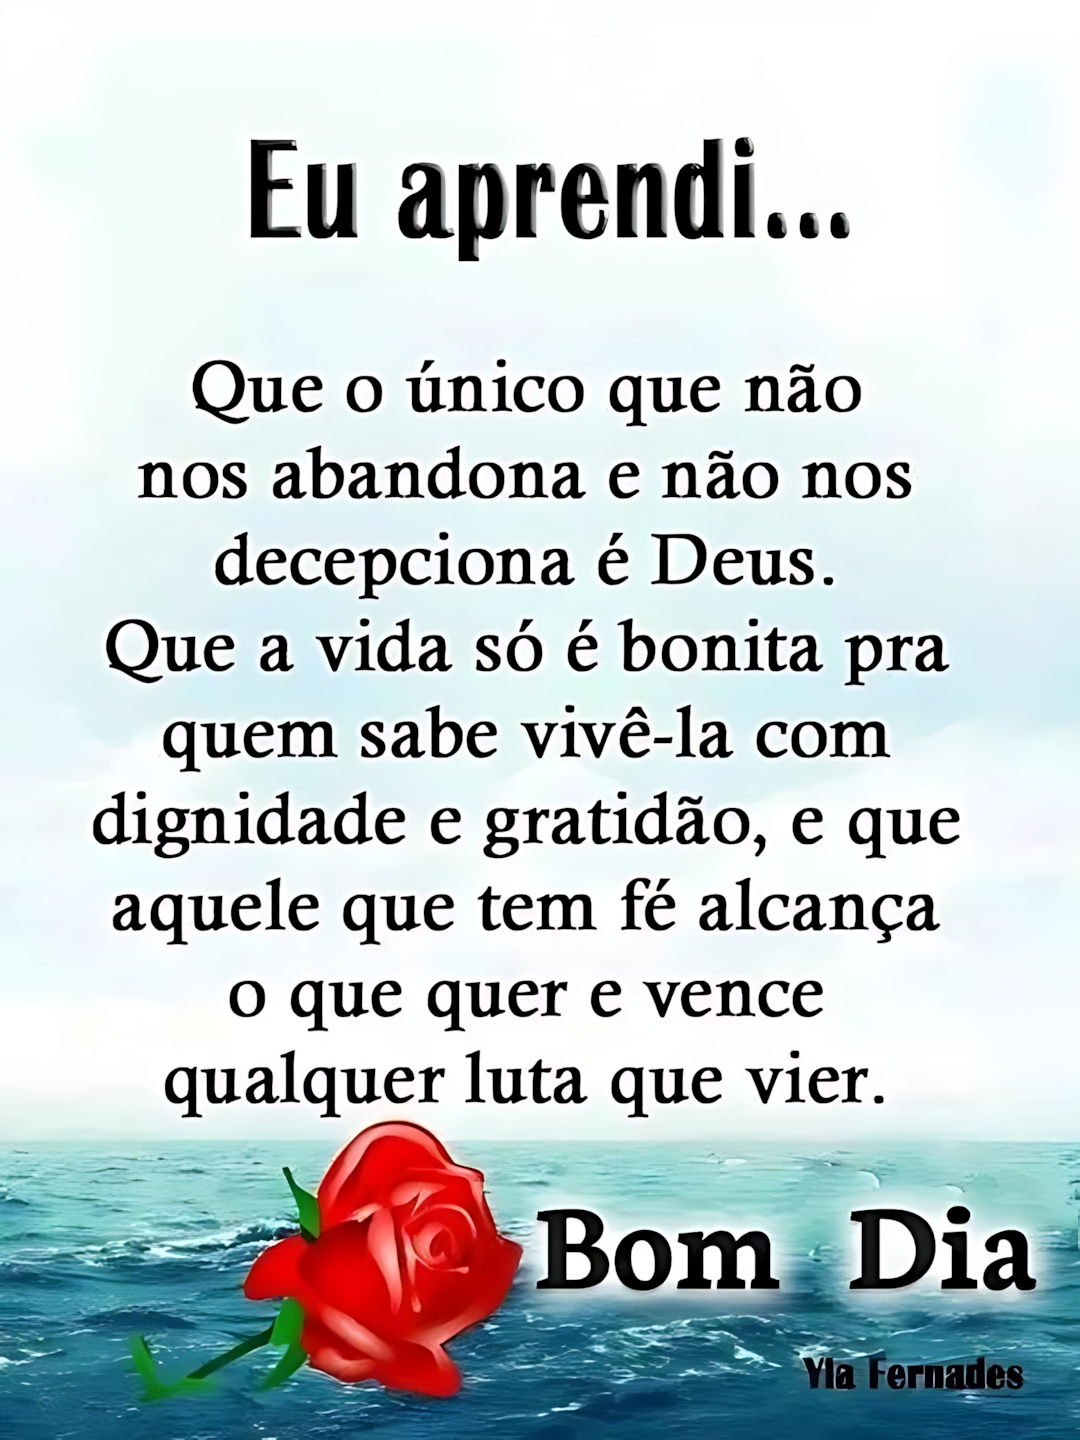 Eu aprendi...
Que o único que não
nos abandona e não nos
decepciona é Deus.
Que a vida só é bonita pra
quem sabe vivê-la com
dignidade e gratidão, e que
aquele que tem fé alcança
o que quer e vence
qualquer luta que vier.
Bom Dia
Yla Fernades